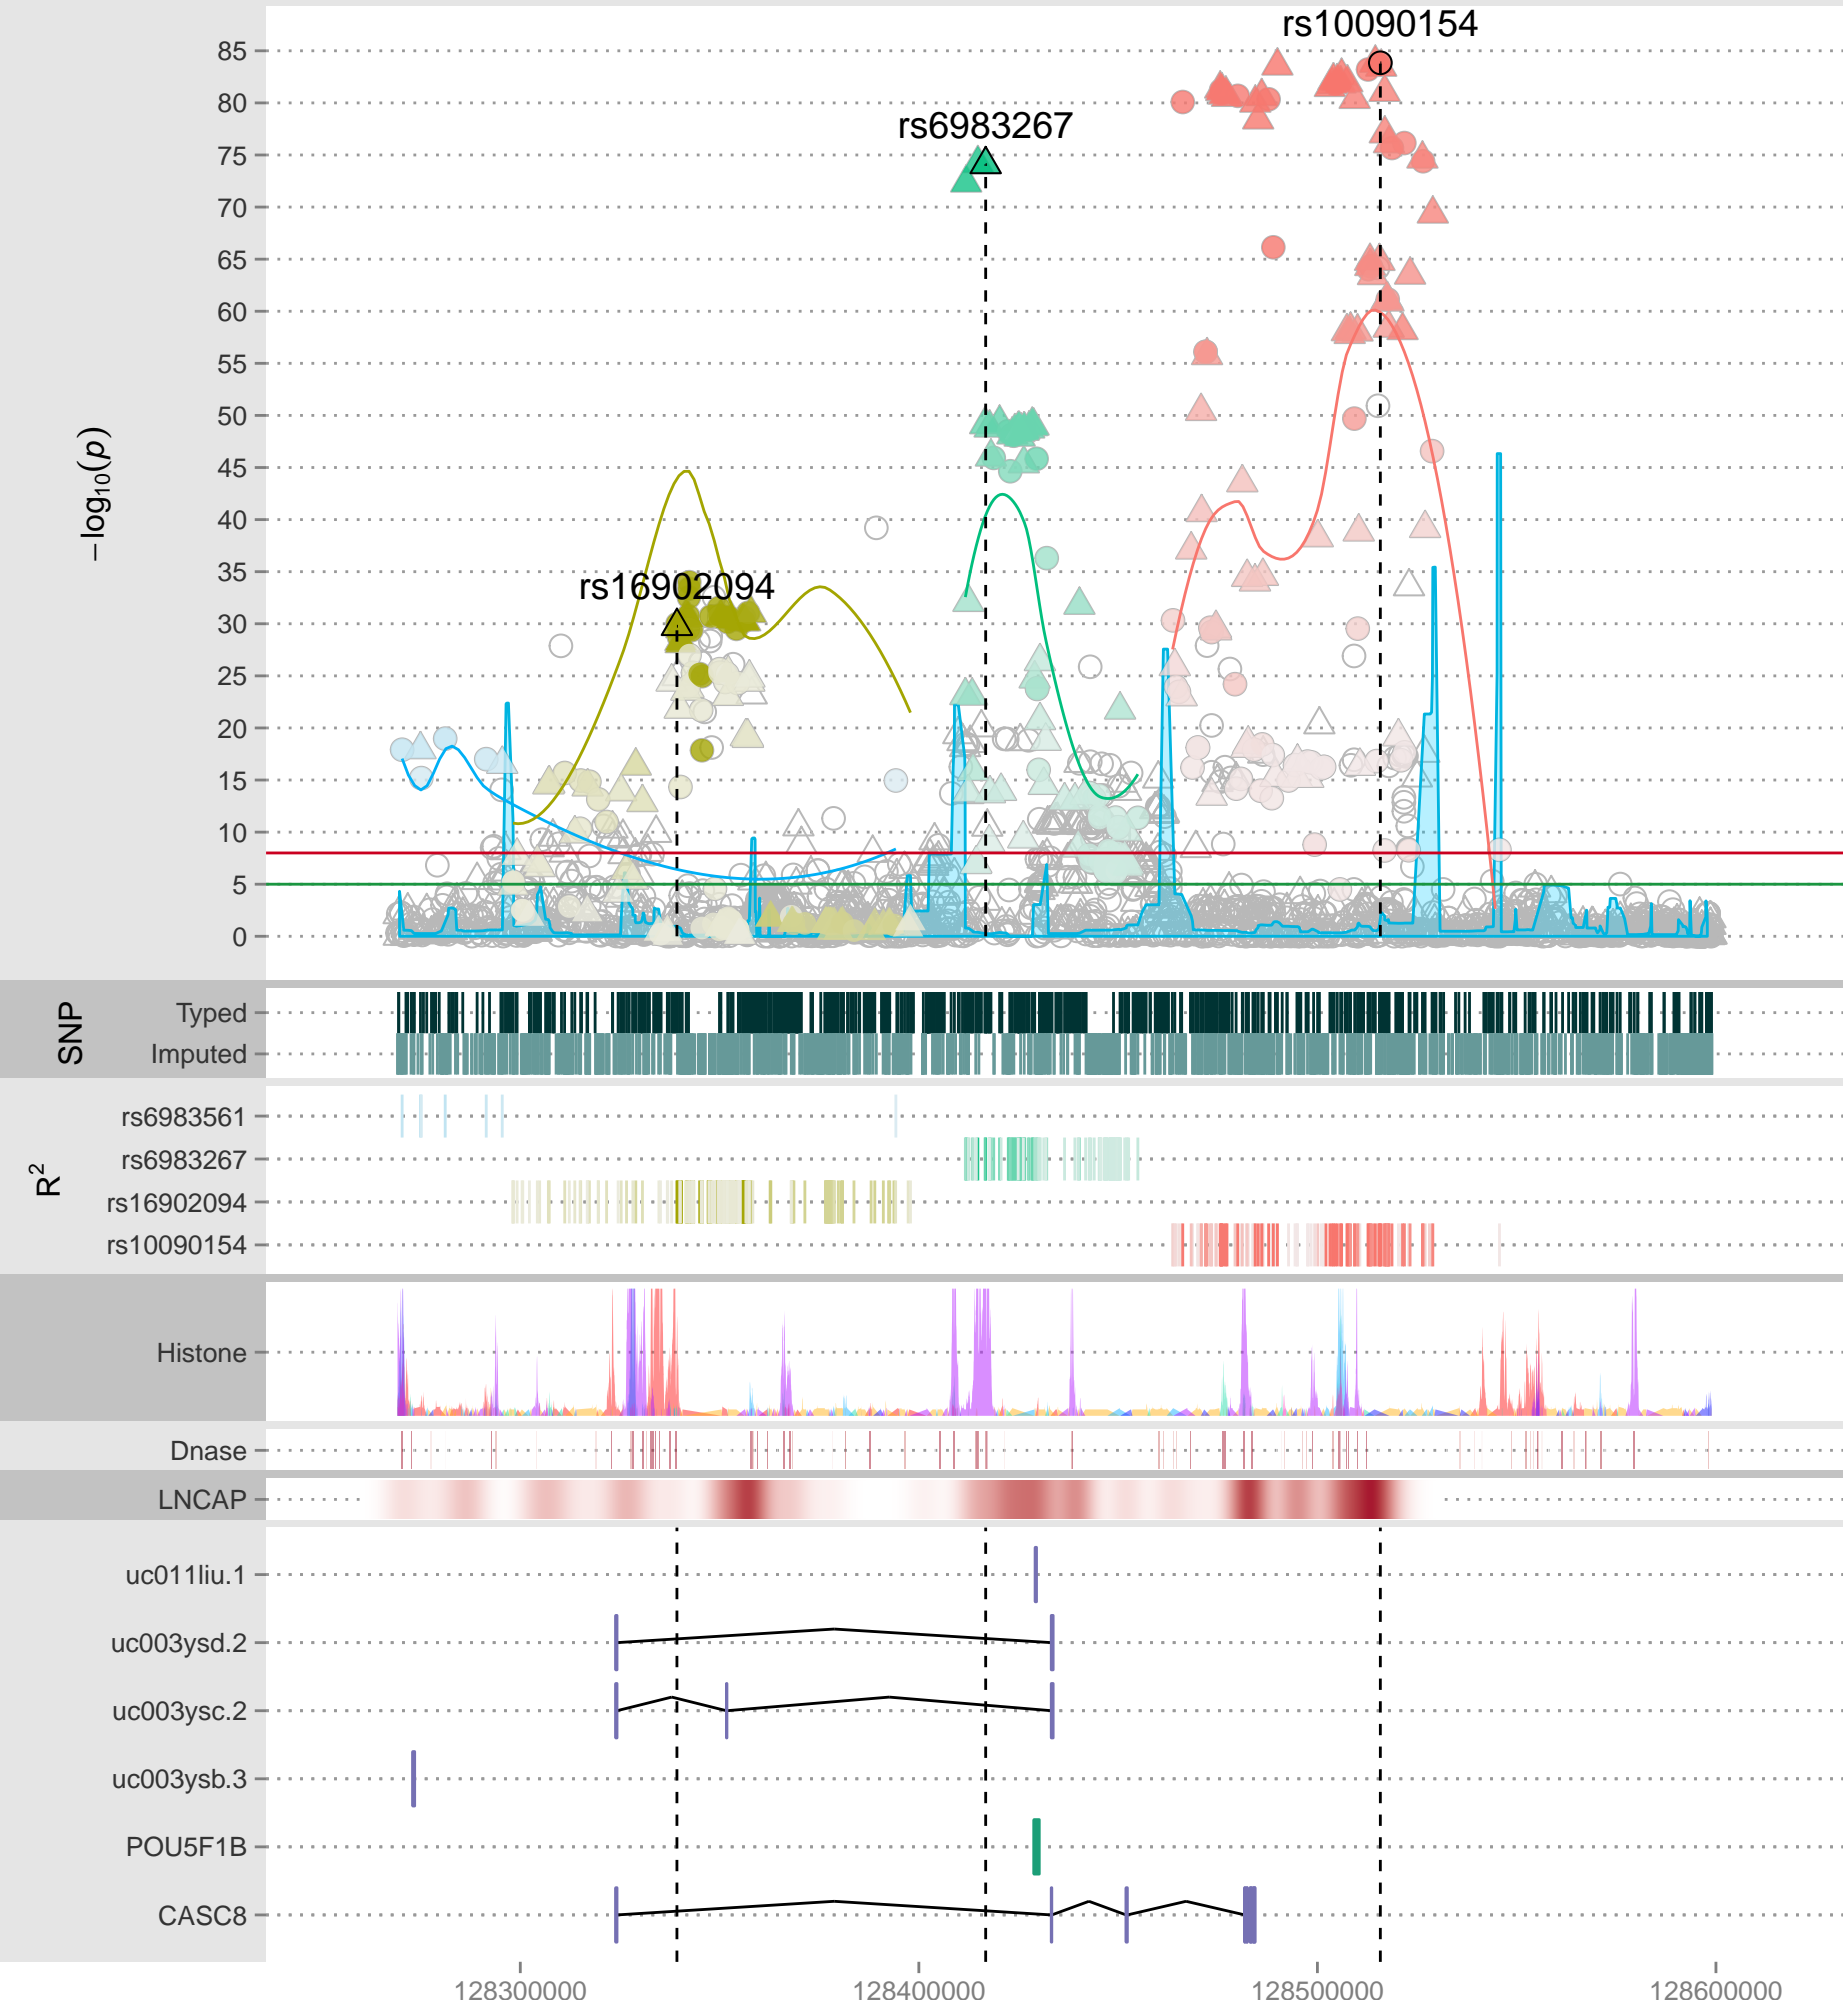 rs10090154
rs6983267
rs16902094
−log10(p)
85
80
75
70
65
60
55
50
45
40
35
30
25
20
15
10
5
0
SNP
Typed
Imputed
R2
rs6983561
rs6983267
rs16902094
rs10090154
Histone
Dnase
LNCAP
uc011liu.1
uc003ysd.2
uc003ysc.2
uc003ysb.3
POU5F1B
CASC8
128300000 128400000 128500000 128600000